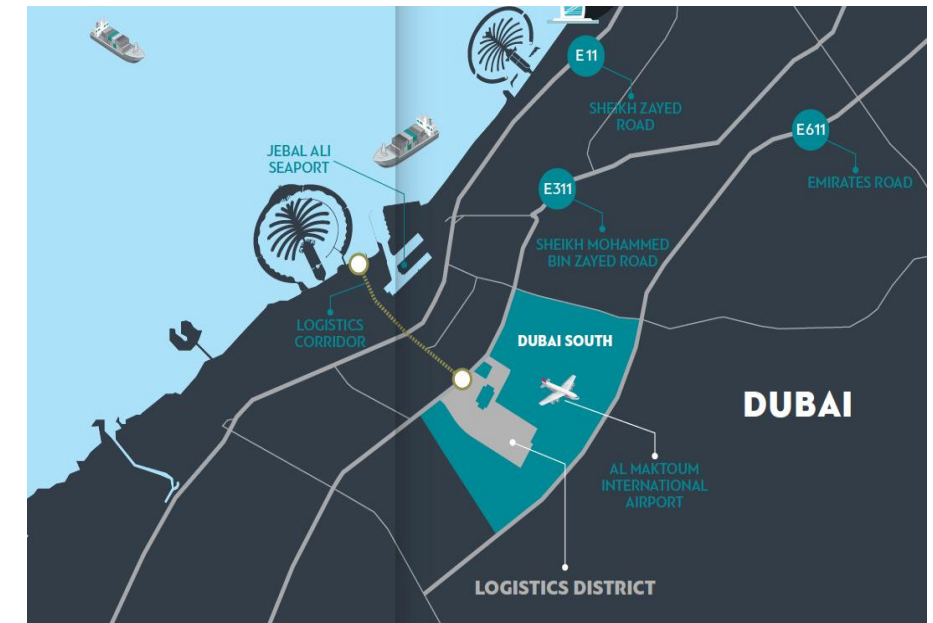 E11
SHEIKH ZAYED
ROAD
E611
EMIRATES ROAD
JEBAL ALI
SEAPORT
E311
SHEIKH MOHAMMED
BIN ZAYED ROAD
LOGISTICS
CORRIDOR
DUBAI SOUTH
DUBAI
AL MAKTOUM
INTERNATIONAL
AIRPORT
LOGISTICS DISTRICT